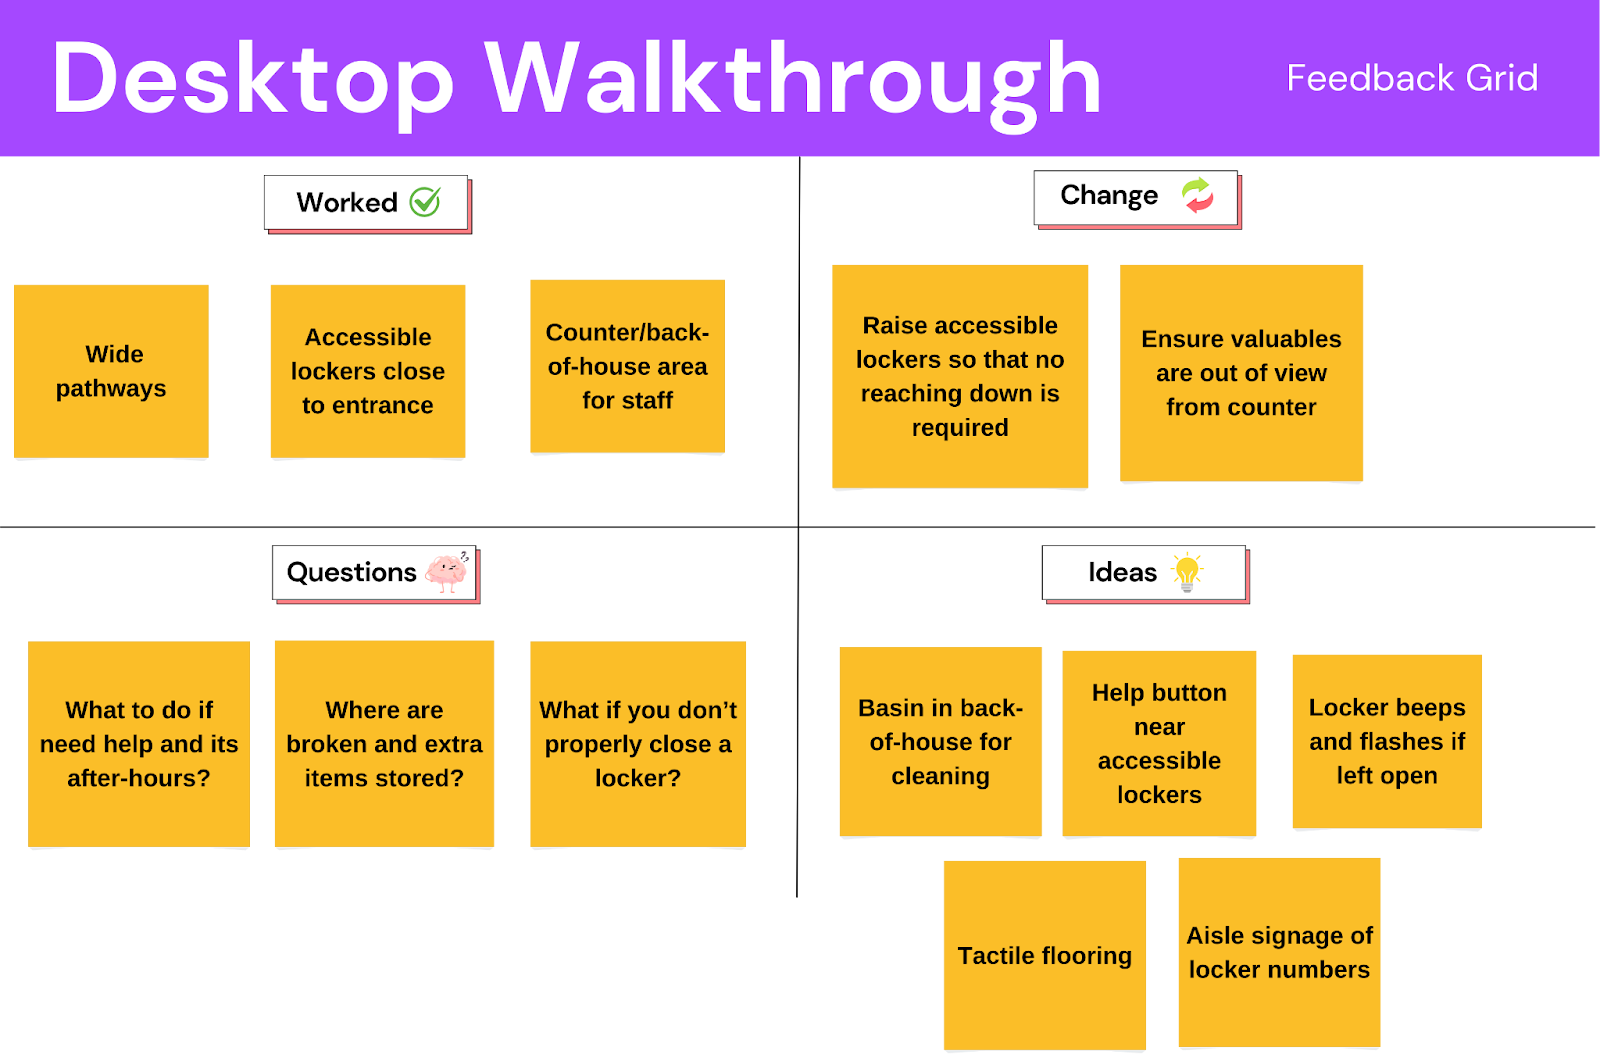 Desktop Walkthrough
Feedback Grid
Worked
Wide
pathways
Accessible
lockers close
to entrance
Counter/back-
of-house area
for staff
Change
Raise accessible
lockers so that no
reaching down is
required
Ensure valuables
are out of view
from counter
Questions
??
What to do if
need help and its
after-hours?
Where are
broken and extra
items stored?
What if you don’t
properly close a
locker?
Ideas
Basin in back-
of-house for
cleaning
Help button
near
accessible
lockers
Locker beeps
and flashes if
left open
Tactile flooring
Aisle signage of
locker numbers